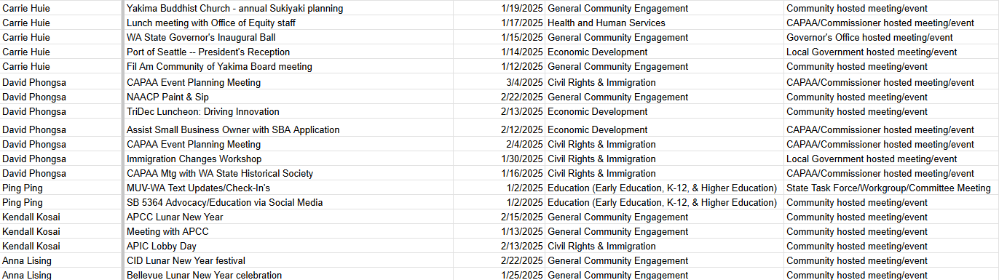 Carrie Huie Yakima Buddhist Church - annual Sukiyaki planning 1/19/2025 General Community Engagement Community hosted meeting/event
Carrie Huie Lunch meeting with Office of Equity staff 1/17/2025 Health and Human Services CAPAA/Commissioner hosted meeting/event
Carrie Huie WA State Governor's Inaugural Ball 1/15/2025 General Community Engagement Governor's Office hosted meeting/event
Carrie Huie Port of Seattle -- President's Reception 1/14/2025 Economic Development Local Government hosted meeting/event
Carrie Huie Fil Am Community of Yakima Board meeting 1/12/2025 General Community Engagement Community hosted meeting/event
David Phongsa CAPAA Event Planning Meeting 3/4/2025 Civil Rights & Immigration CAPAA/Commissioner hosted meeting/event
David Phongsa NAACP Paint & Sip 2/22/2025 General Community Engagement Community hosted meeting/event
David Phongsa TriDec Luncheon: Driving Innovation 2/13/2025 Economic Development Community hosted meeting/event
David Phongsa Assist Small Business Owner with SBA Application 2/12/2025 Economic Development CAPAA/Commissioner hosted meeting/event
David Phongsa CAPAA Event Planning Meeting 2/4/2025 Civil Rights & Immigration CAPAA/Commissioner hosted meeting/event
David Phongsa Immigration Changes Workshop 1/30/2025 Civil Rights & Immigration Local Government hosted meeting/event
David Phongsa CAPAA Mtg with WA State Historical Society 1/16/2025 Civil Rights & Immigration CAPAA/Commissioner hosted meeting/event
Ping Ping MUV-WA Text Updates/Check-In's 1/2/2025 Education (Early Education, K-12, & Higher Education) State Task Force/Workgroup/Committee Meeting
Ping Ping SB 5364 Advocacy/Education via Social Media 1/2/2025 Education (Early Education, K-12, & Higher Education) Community hosted meeting/event
Kendall Kosai APCC Lunar New Year 2/15/2025 General Community Engagement Community hosted meeting/event
Kendall Kosai Meeting with APCC 1/13/2025 General Community Engagement Community hosted meeting/event
Kendall Kosai APIC Lobby Day 2/13/2025 Civil Rights & Immigration Community hosted meeting/event
Anna Lising CID Lunar New Year festival 2/22/2025 General Community Engagement Community hosted meeting/event
Anna Lising Bellevue Lunar New Year celebration 1/25/2025 General Community Engagement Community hosted meeting/event